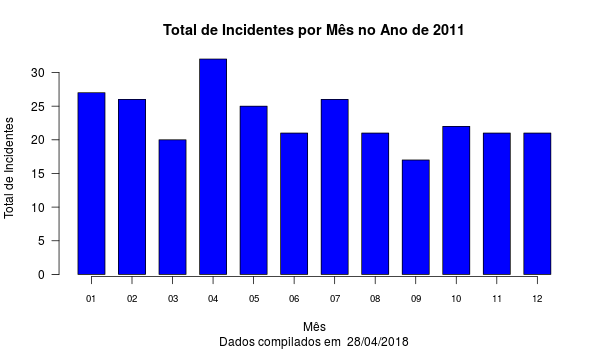 Total de Incidentes por Mês no Ano de 2011
Total de Incidentes
30
25
20
15
10
5
0
01 02 03 04 05 06 07 08 09 10 11 12
Mês
Dados compilados em 28/04/2018